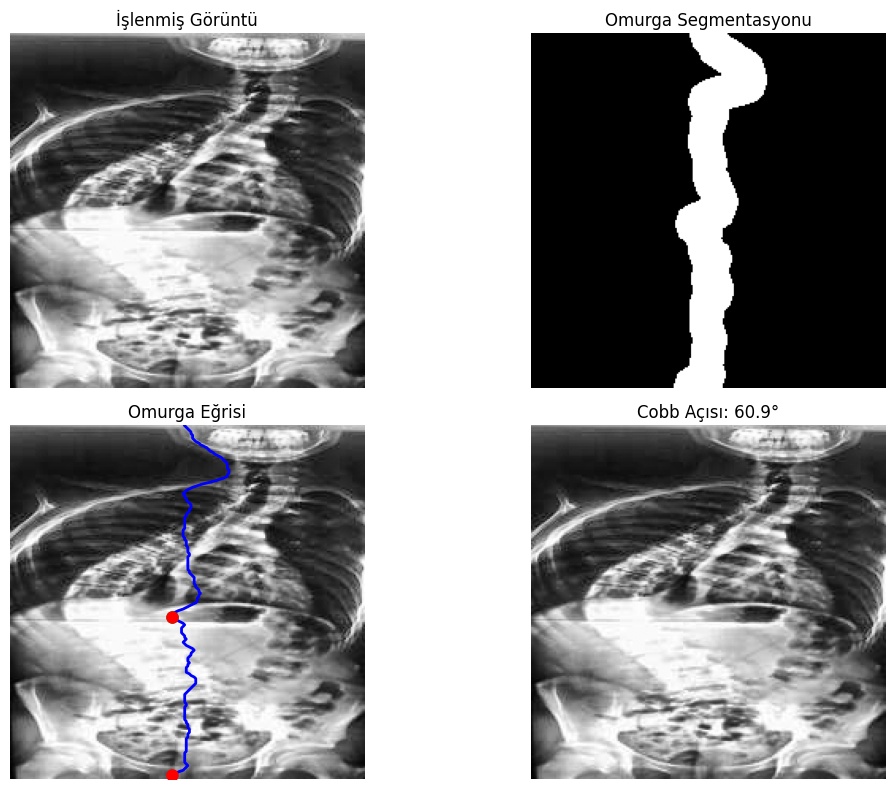 İşlenmiş Görüntü
Omurga Segmentasyonu
Omurga Eğrisi
Cobb Açısı: 60.9°